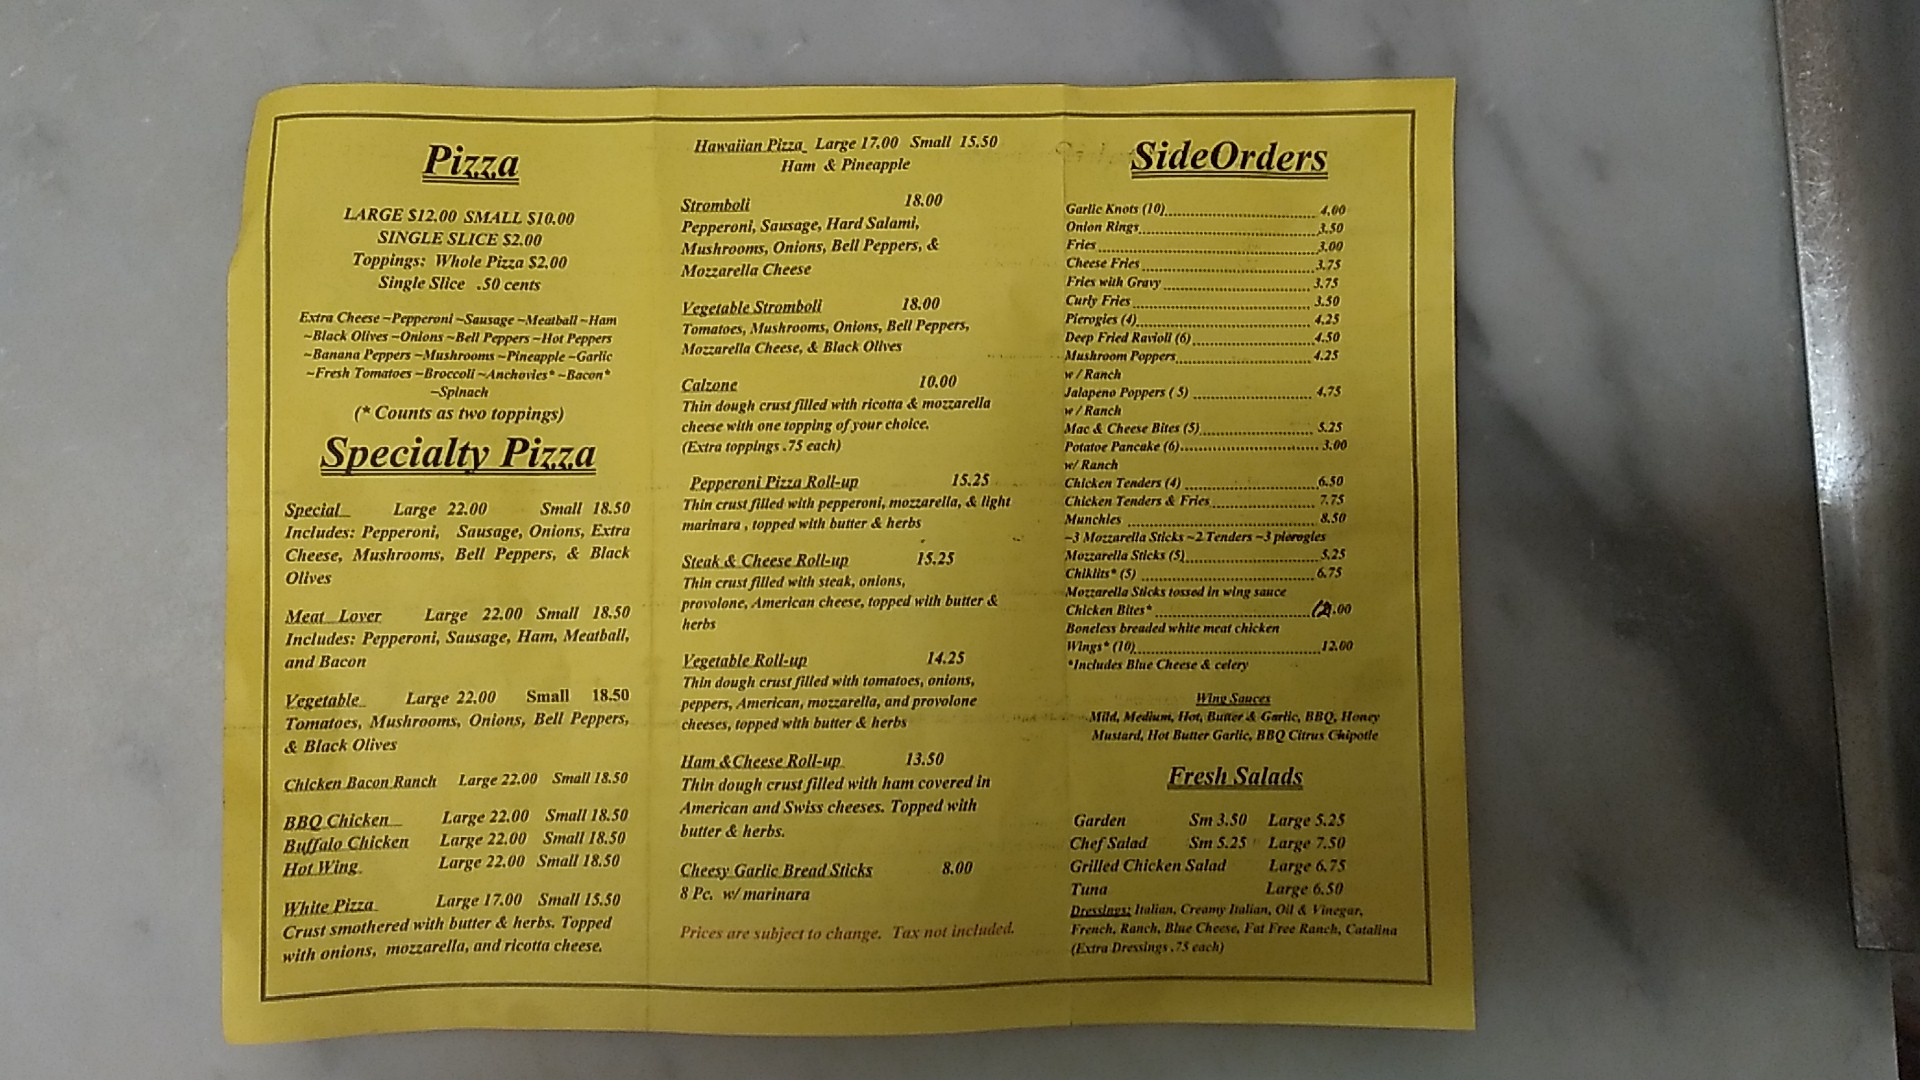 Pizza
LARGE $12.00 SMALL $10.00
SINGLE SLICE $2.00
Toppings: Whole Pizza $2.00
Single Slice .50 cents
Extra Cheese ~Pepperoni ~Sausage ~Meatball ~Ham
~Black Olives ~Onions ~Bell Peppers ~Hot Peppers
~Banana Peppers ~Mushrooms ~Pineapple ~Garlic
~Fresh Tomatoes ~Broccoli ~Anchovies* ~Bacon*
~Spinach
(* Counts as two toppings)
Specialty Pizza
Special Large 22.00 Small 18.50
Includes: Pepperoni, Sausage, Onions, Extra
Cheese, Mushrooms, Bell Peppers, & Black
Olives
Meat Lover Large 22.00 Small 18.50
Includes: Pepperoni, Sausage, Ham, Meatball,
and Bacon
Vegetable Large 22.00 Small 18.50
Tomatoes, Mushrooms, Onions, Bell Peppers,
& Black Olives
Chicken Bacon Ranch Large 22.00 Small 18.50
BBQ Chicken Large 22.00 Small 18.50
Buffalo Chicken Large 22.00 Small 18.50
Hot Wing Large 22.00 Small 18.50
White Pizza Large 17.00 Small 15.50
Crust smothered with butter & herbs. Topped
with onions, mozzarella, and ricotta cheese.
Hawaiian Pizza Large 17.00 Small 15.50
Ham & Pineapple
Stromboli 18.00
Pepperoni, Sausage, Hard Salami,
Mushrooms, Onions, Bell Peppers, &
Mozzarella Cheese
Vegetable Stromboli 18.00
Tomatoes, Mushrooms, Onions, Bell Peppers,
Mozzarella Cheese, & Black Olives
Calzone 10.00
Thin dough crust filled with ricotta & mozzarella
cheese with one topping of your choice.
(Extra toppings .75 each)
Pepperoni Pizza Roll-up 15.25
Thin crust filled with pepperoni, mozzarella, & light
marinara , topped with butter & herbs
Steak & Cheese Roll-up 15.25
Thin crust filled with steak, onions,
provolone, American cheese, topped with butter &
herbs
Vegetable Roll-up 14.25
Thin dough crust filled with tomatoes, onions,
peppers, American, mozzarella, and provolone
cheeses, topped with butter & herbs
Ham &Cheese Roll-up 13.50
Thin dough crust filled with ham covered in
American and Swiss cheeses. Topped with
butter & herbs.
Cheesy Garlic Bread Sticks 8.00
8 Pc. w/ marinara
Prices are subject to change. Tax not included.
SideOrders
Garlic Knots (10) 4.00
Onion Rings 3.50
Fries 3.00
Cheese Fries 3.75
Fries with Gravy 3.75
Curly Fries 3.50
Pierogies (4) 4.25
Deep Fried Ravioli (6) 4.50
Mushroom Poppers 4.25
w / Ranch
Jalapeno Poppers ( 5) 4.75
w / Ranch
Mac & Cheese Bites (5) 5.25
Potatoe Pancake (6) 3.00
w/ Ranch
Chicken Tenders (4) 6.50
Chicken Tenders & Fries 7.75
Munchies 8.50
~3 Mozzarella Sticks ~2 Tenders ~3 pierogies
Mozzarella Sticks (5) 5.25
Chiklits* (5) 6.75
Mozzarella Sticks tossed in wing sauce
Chicken Bites* 12.00
Boneless breaded white meat chicken
Wings* (10) 12.00
*Includes Blue Cheese & celery
Wing Sauces
Mild, Medium, Hot, Butter & Garlic, BBQ, Honey
Mustard, Hot Butter Garlic, BBQ Citrus Chipotle
Fresh Salads
Garden Sm 3.50 Large 5.25
Chef Salad Sm 5.25 Large 7.50
Grilled Chicken Salad Large 6.75
Tuna Large 6.50
Dressings: Italian, Creamy Italian, Oil & Vinegar,
French, Ranch, Blue Cheese, Fat Free Ranch, Catalina
(Extra Dressings .75 each)